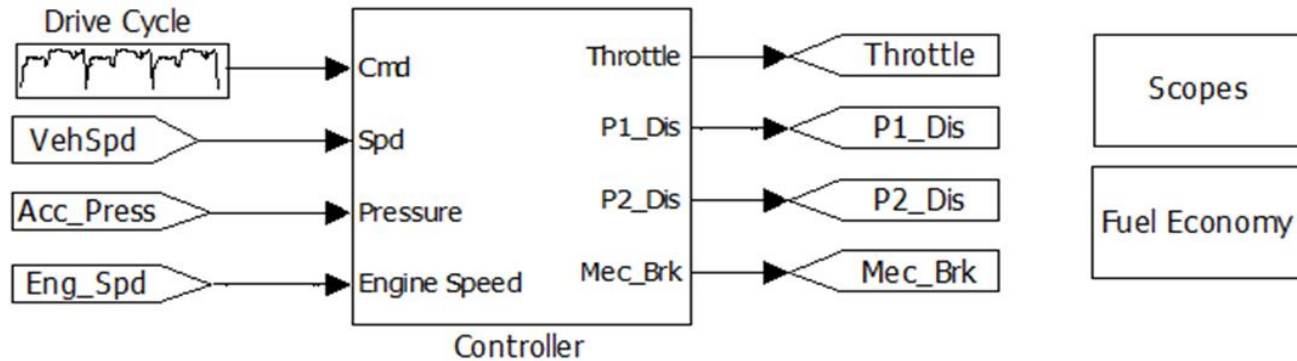 Drive Cycle
VehSpd
Acc_Press
Eng_Spd
Cmd
Spd
Pressure
Engine Speed
Throttle
P1_Dis
P2_Dis
Mec_Brk
Controller
Throttle
P1_Dis
P2_Dis
Mec_Brk
Scopes
Fuel Economy